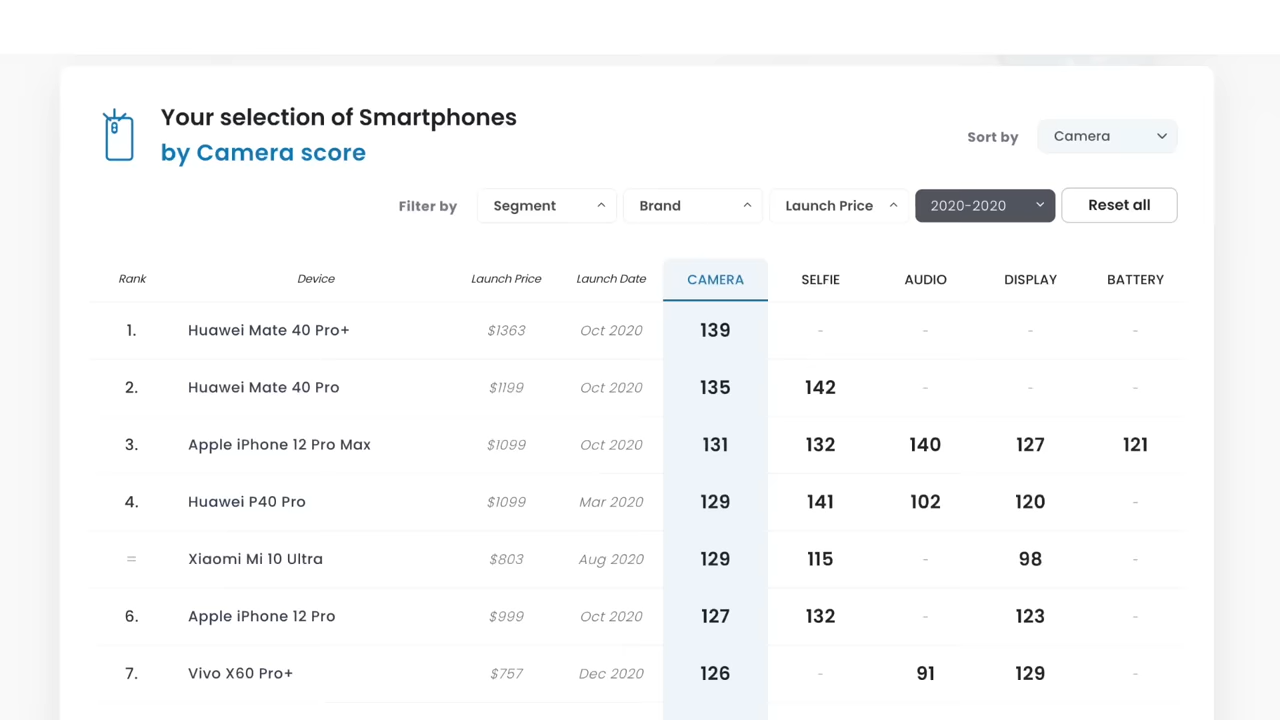 Your selection of Smartphones
by Camera score
Sort by Camera
Filter by Segment Brand Launch Price 2020-2020 Reset all
Rank Device Launch Price Launch Date CAMERA SELFIE AUDIO DISPLAY BATTERY
1. Huawei Mate 40 Pro+ $1363 Oct 2020 139 - - - -
2. Huawei Mate 40 Pro $1199 Oct 2020 135 142 - - -
3. Apple iPhone 12 Pro Max $1099 Oct 2020 131 132 140 127 121
4. Huawei P40 Pro $1099 Mar 2020 129 141 102 120 -
= Xiaomi Mi 10 Ultra $803 Aug 2020 129 115 - 98 -
6. Apple iPhone 12 Pro $999 Oct 2020 127 132 - 123 -
7. Vivo X60 Pro+ $757 Dec 2020 126 - 91 129 -